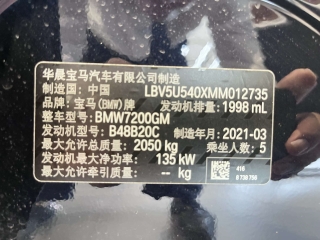 华晨宝马汽车有限公司制造
制造国：中国 LBV5U540XMM012735
品牌：宝马(BMW)牌 发动机排量：1998 mL
整车型号：BMW7200GM
发动机型号：B48B20C 制造年月：2021-03
最大允许总质量：2050 kg 乘坐人数：5
最大净功率：135 kW
最大允许牵引质量：-- kg